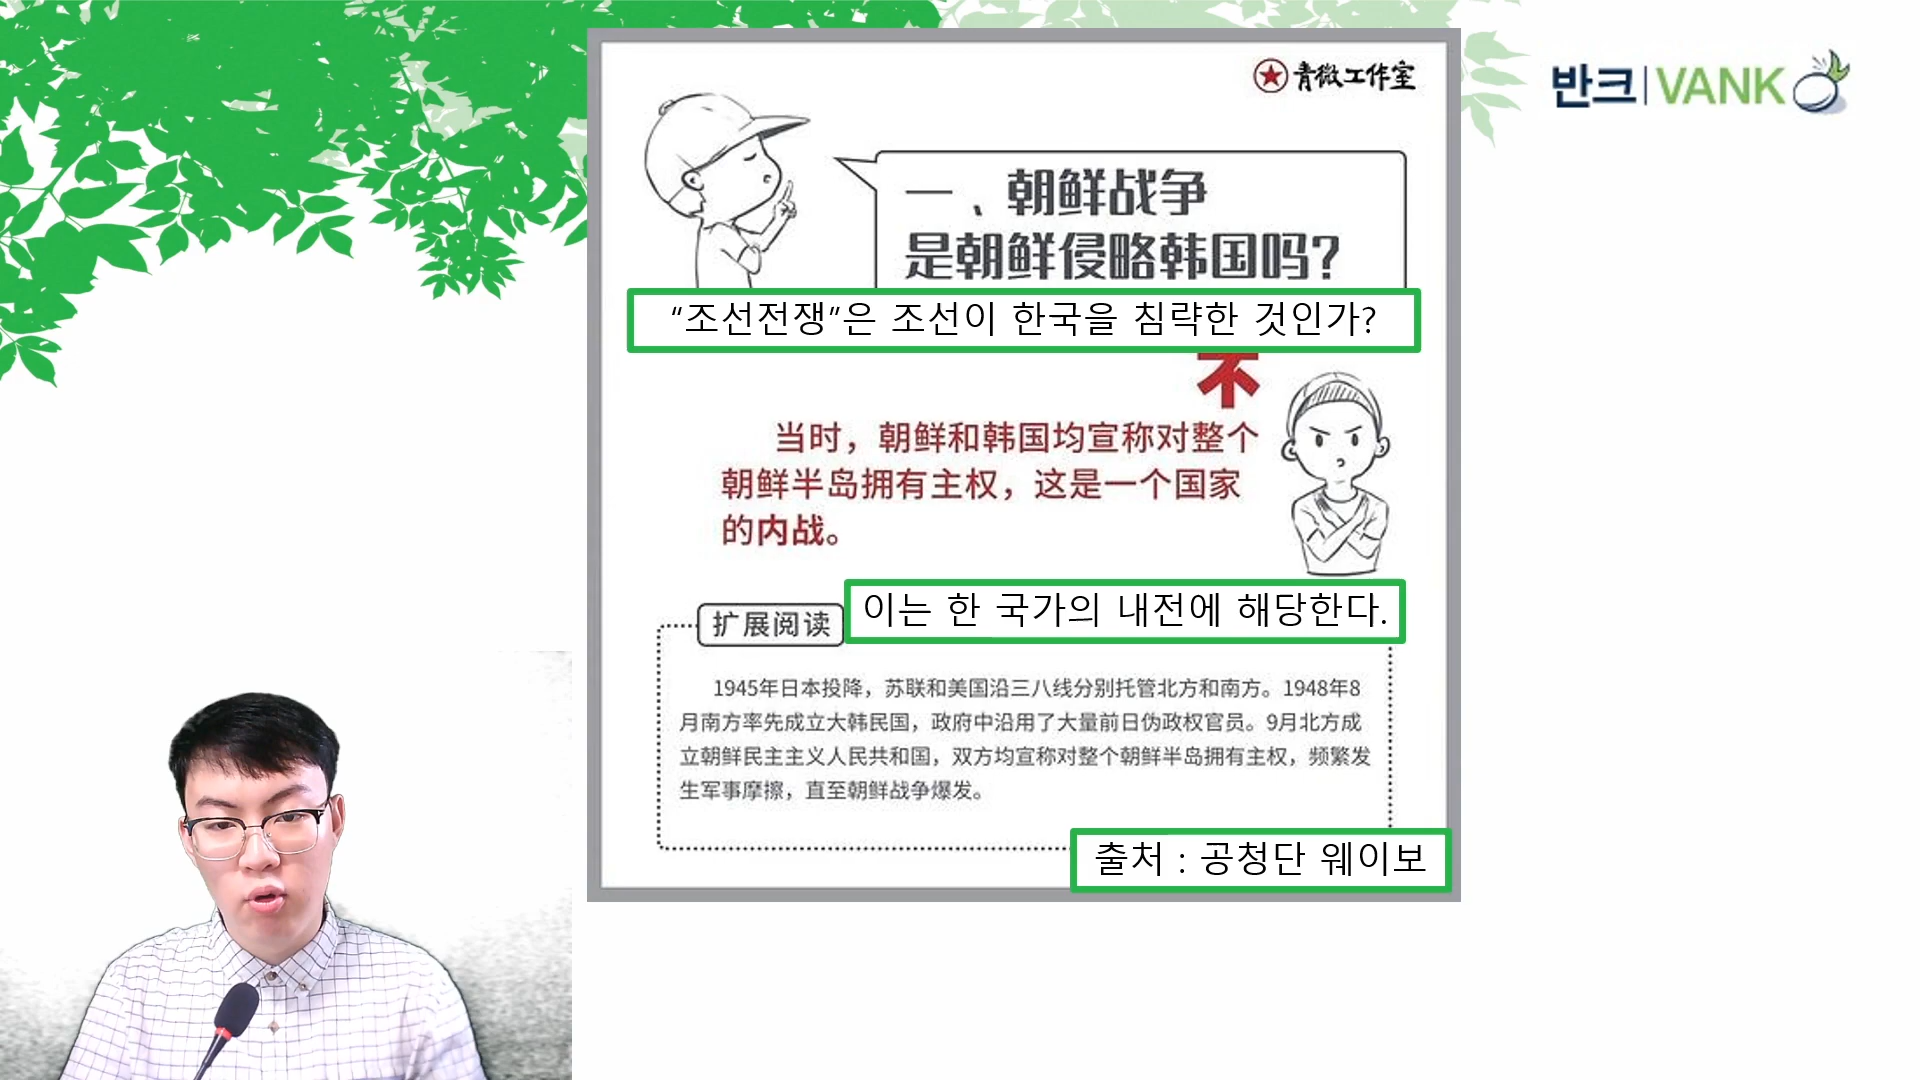 青微工作室
반크 VANK
一、朝鲜战争
是朝鲜侵略韩国吗?
“조선전쟁”은 조선이 한국을 침략한 것인가?
不
当时，朝鲜和韩国均宣称对整个
朝鲜半岛拥有主权，这是一个国家
的内战。
이는 한 국가의 내전에 해당한다.
扩展阅读
1945年日本投降，苏联和美国沿三八线分别托管北方和南方。1948年8
月南方率先成立大韩民国，政府中沿用了大量前日伪政权官员。9月北方成
立朝鲜民主主义人民共和国，双方均宣称对整个朝鲜半岛拥有主权，频繁发
生军事摩擦，直至朝鲜战争爆发。
출처 : 공청단 웨이보